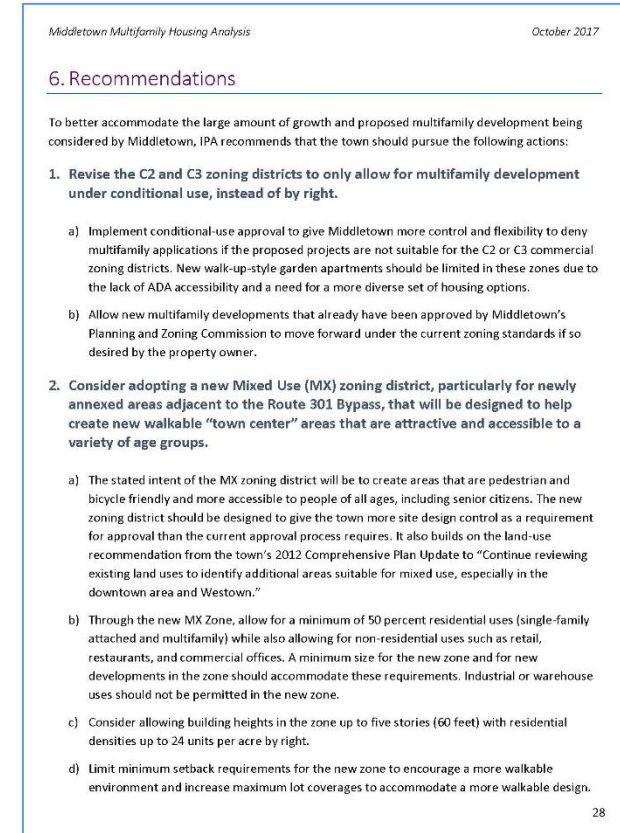 Middletown Multifamily Housing Analysis October 2017
6. Recommendations
To better accommodate the large amount of growth and proposed multifamily development being
considered by Middletown, IPA recommends that the town should pursue the following actions:
1. Revise the C2 and C3 zoning districts to only allow for multifamily development
under conditional use, instead of by right.
a) Implement conditional-use approval to give Middletown more control and flexibility to deny
multifamily applications if the proposed projects are not suitable for the C2 or C3 commercial
zoning districts. New walk-up-style garden apartments should be limited in these zones due to
the lack of ADA accessibility and a need for a more diverse set of housing options.
b) Allow new multifamily developments that already have been approved by Middletown's
Planning and Zoning Commission to move forward under the current zoning standards if so
desired by the property owner.
2. Consider adopting a new Mixed Use (MX) zoning district, particularly for newly
annexed areas adjacent to the Route 301 Bypass, that will be designed to help
create new walkable "town center" areas that are attractive and accessible to a
variety of age groups.
a) The stated intent of the MX zoning district will be to create areas that are pedestrian and
bicycle friendly and more accessible to people of all ages, including senior citizens. The new
zoning district should be designed to give the town more site design control as a requirement
for approval than the current approval process requires. It also builds on the land-use
recommendation from the town's 2012 Comprehensive Plan Update to "Continue reviewing
existing land uses to identify additional areas suitable for mixed use, especially in the
downtown area and Westown."
b) Through the new MX Zone, allow for a minimum of 50 percent residential uses (single-family
attached and multifamily) while also allowing for non-residential uses such as retail,
restaurants, and commercial offices. A minimum size for the new zone and for new
developments in the zone should accommodate these requirements. Industrial or warehouse
uses should not be permitted in the new zone.
c) Consider allowing building heights in the zone up to five stories (60 feet) with residential
densities up to 24 units per acre by right.
d) Limit minimum setback requirements for the new zone to encourage a more walkable
environment and increase maximum lot coverages to accommodate a more walkable design.
28